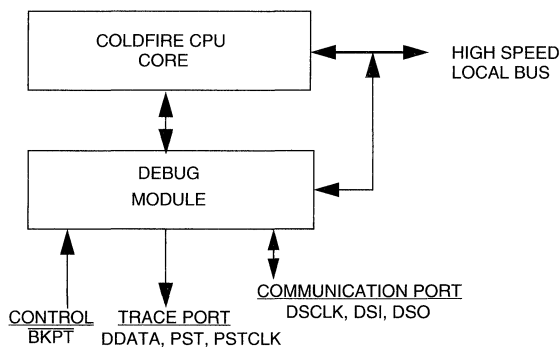 COLDFIRE CPU
CORE
HIGH SPEED
LOCAL BUS
DEBUG
MODULE
COMMUNICATION PORT
DSCLK, DSI, DSO
CONTROL
BKPT
TRACE PORT
DDATA, PST, PSTCLK